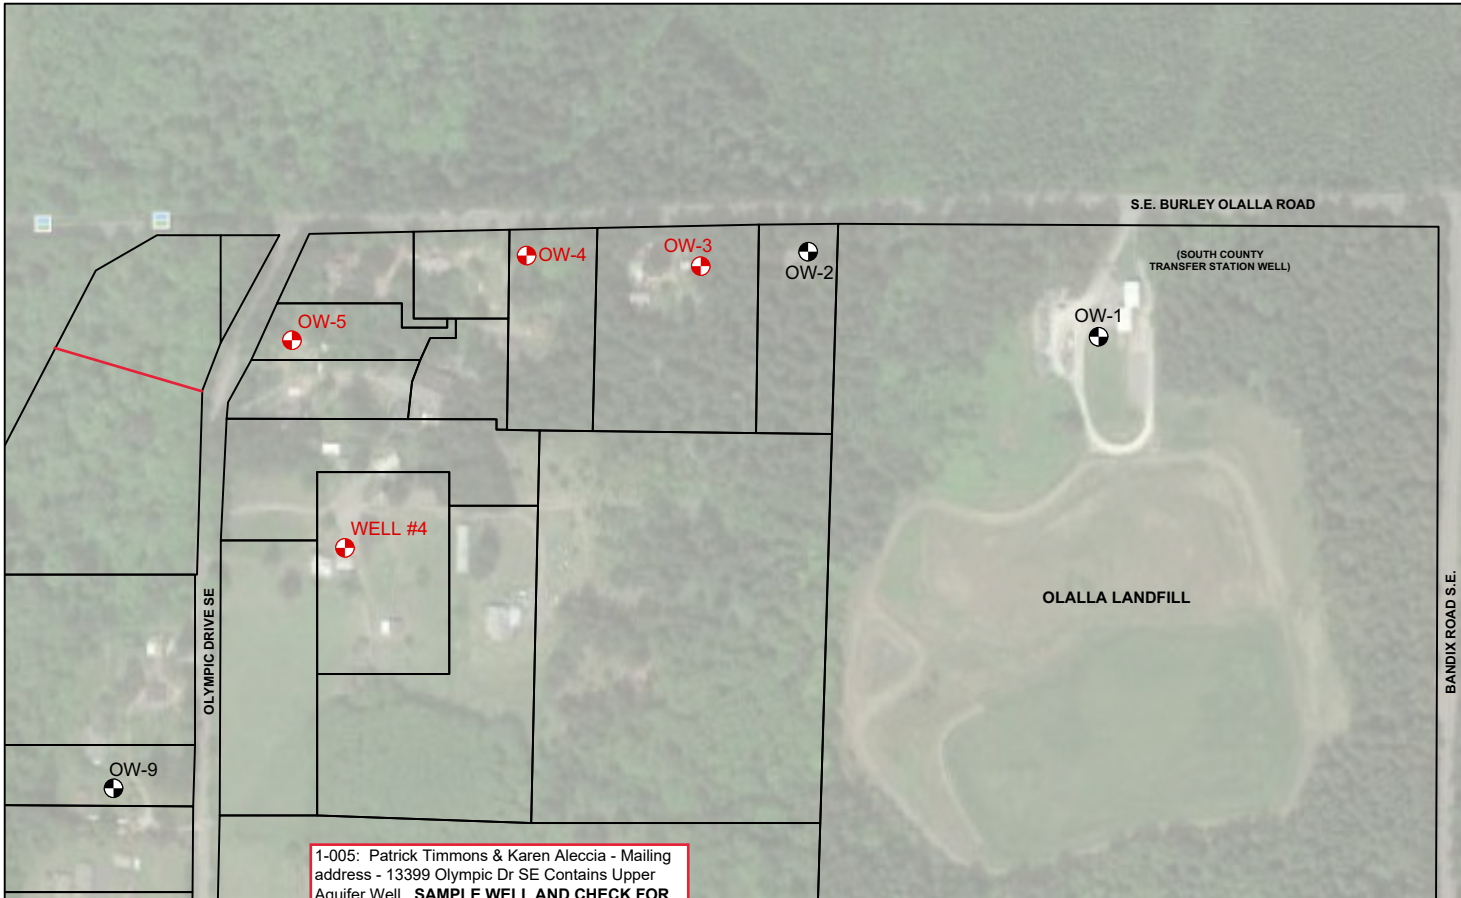 S.E. BURLEY OLALLA ROAD
(SOUTH COUNTY
TRANSFER STATION WELL)
OW-3
OW-4
OW-2
OW-1
OW-5
WELL #4
OLYMPIC DRIVE SE
OLALLA LANDFILL
BANDIX ROAD S.E.
OW-9
1-005: Patrick Timmons & Karen Aleccia - Mailing
address - 13399 Olympic Dr SE Contains Upper
Aquifer Well SAMPLE WELL AND CHECK FOR